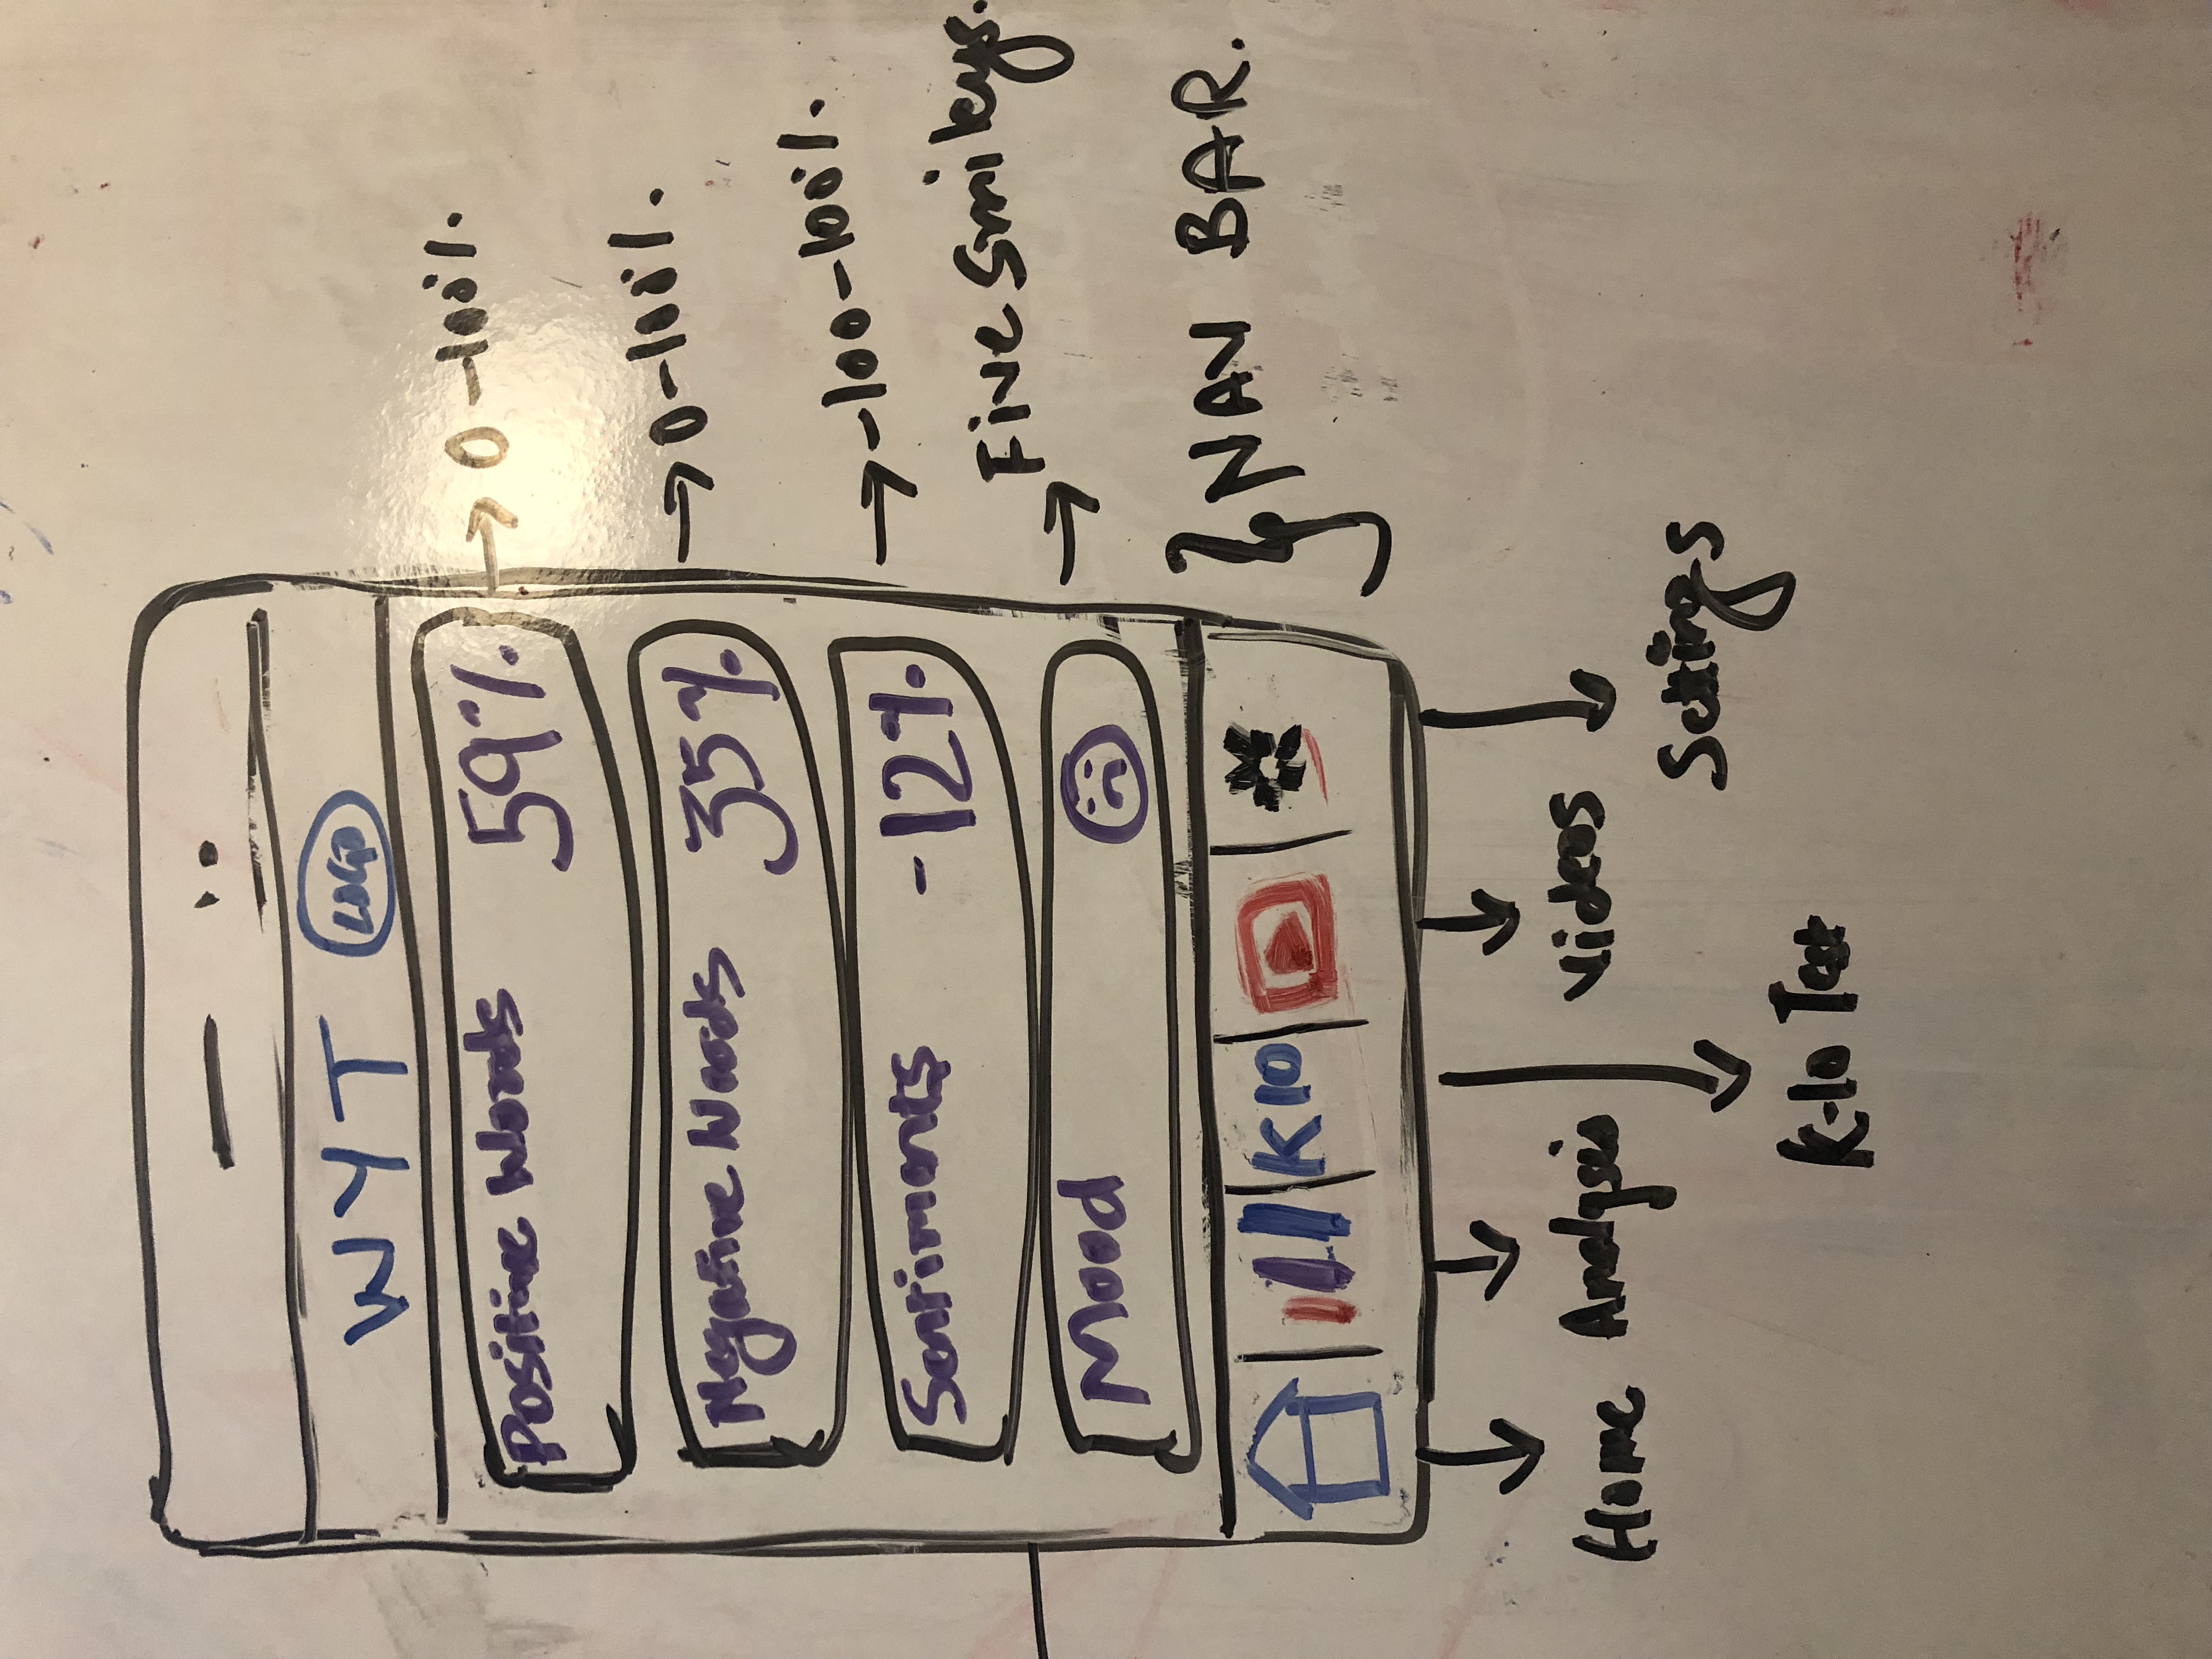 WYT LOGO
Positive Words 59% → 0-100%.
Negative Words 35% → 0-100%.
Sentiments -12% → -100-100%.
Mood → Five Smileys.
K10
} NAV BAR.
Home Analysis Videos
Settings
K-10 Test